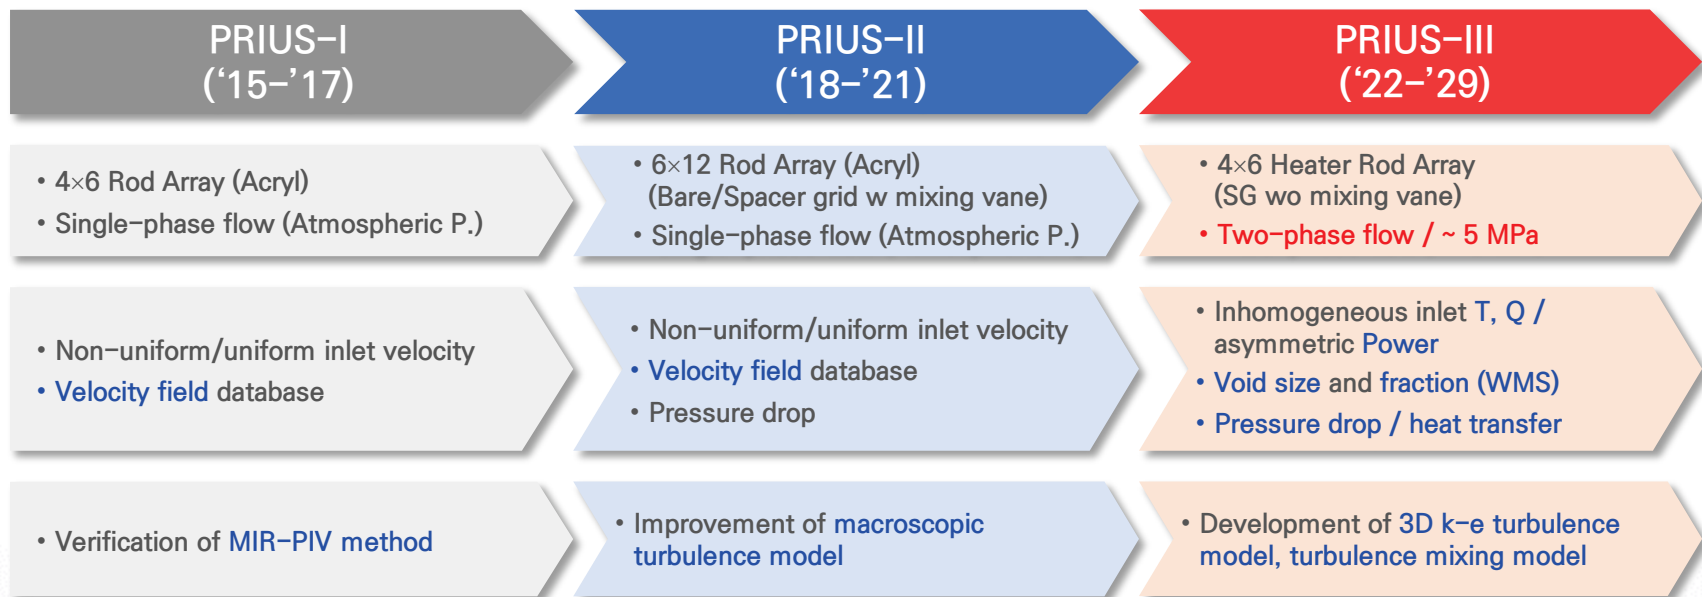 PRIUS-I
(‘15-’17)
PRIUS-II
(‘18-’21)
PRIUS-III
(‘22-’29)
• 4×6 Rod Array (Acryl)
• Single-phase flow (Atmospheric P.)
• 6×12 Rod Array (Acryl)
(Bare/Spacer grid w mixing vane)
• Single-phase flow (Atmospheric P.)
• 4×6 Heater Rod Array
(SG wo mixing vane)
• Two-phase flow / ~ 5 MPa
• Non-uniform/uniform inlet velocity
• Velocity field database
• Non-uniform/uniform inlet velocity
• Velocity field database
• Pressure drop
• Inhomogeneous inlet T, Q /
asymmetric Power
• Void size and fraction (WMS)
• Pressure drop / heat transfer
• Verification of MIR-PIV method
• Improvement of macroscopic
turbulence model
• Development of 3D k-e turbulence
model, turbulence mixing model